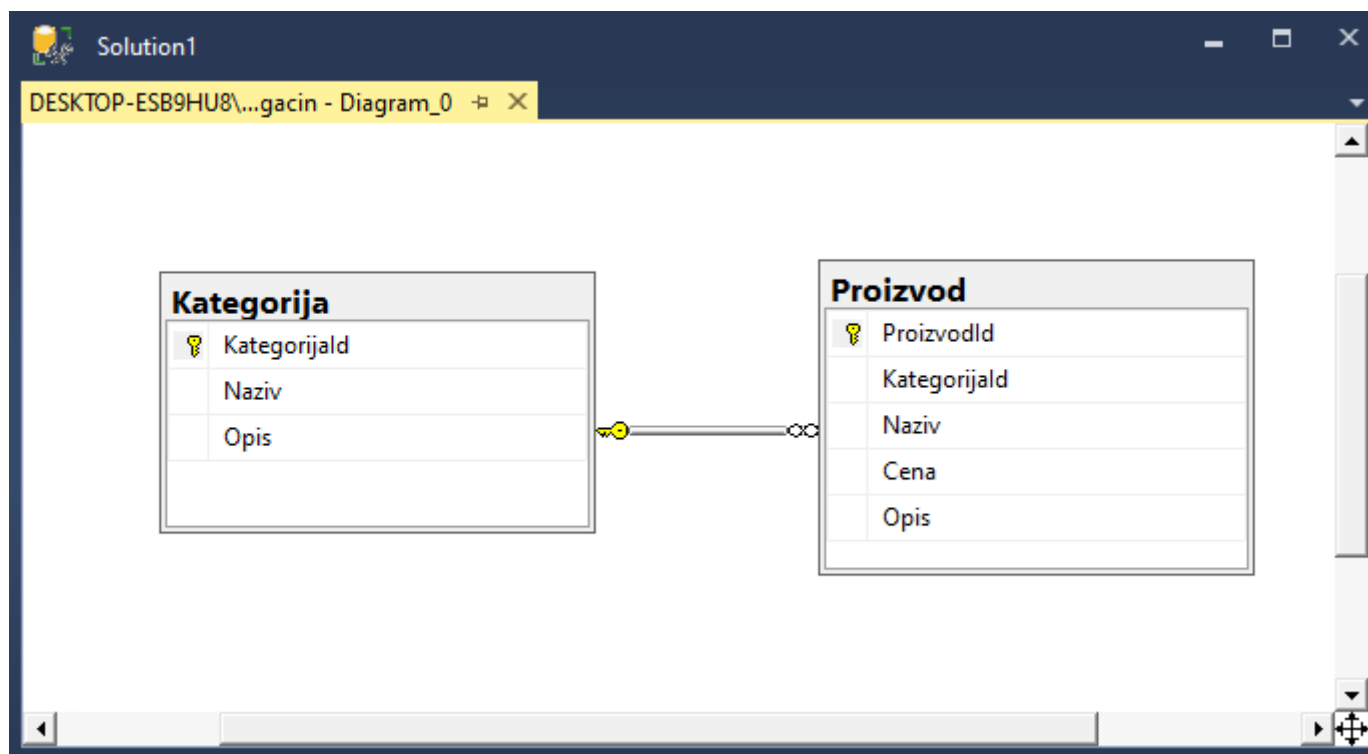 Solution1
DESKTOP-ESB9HU8\...gacin - Diagram_0
Kategorija
KategorijaId
Naziv
Opis
Proizvod
ProizvodId
KategorijaId
Naziv
Cena
Opis